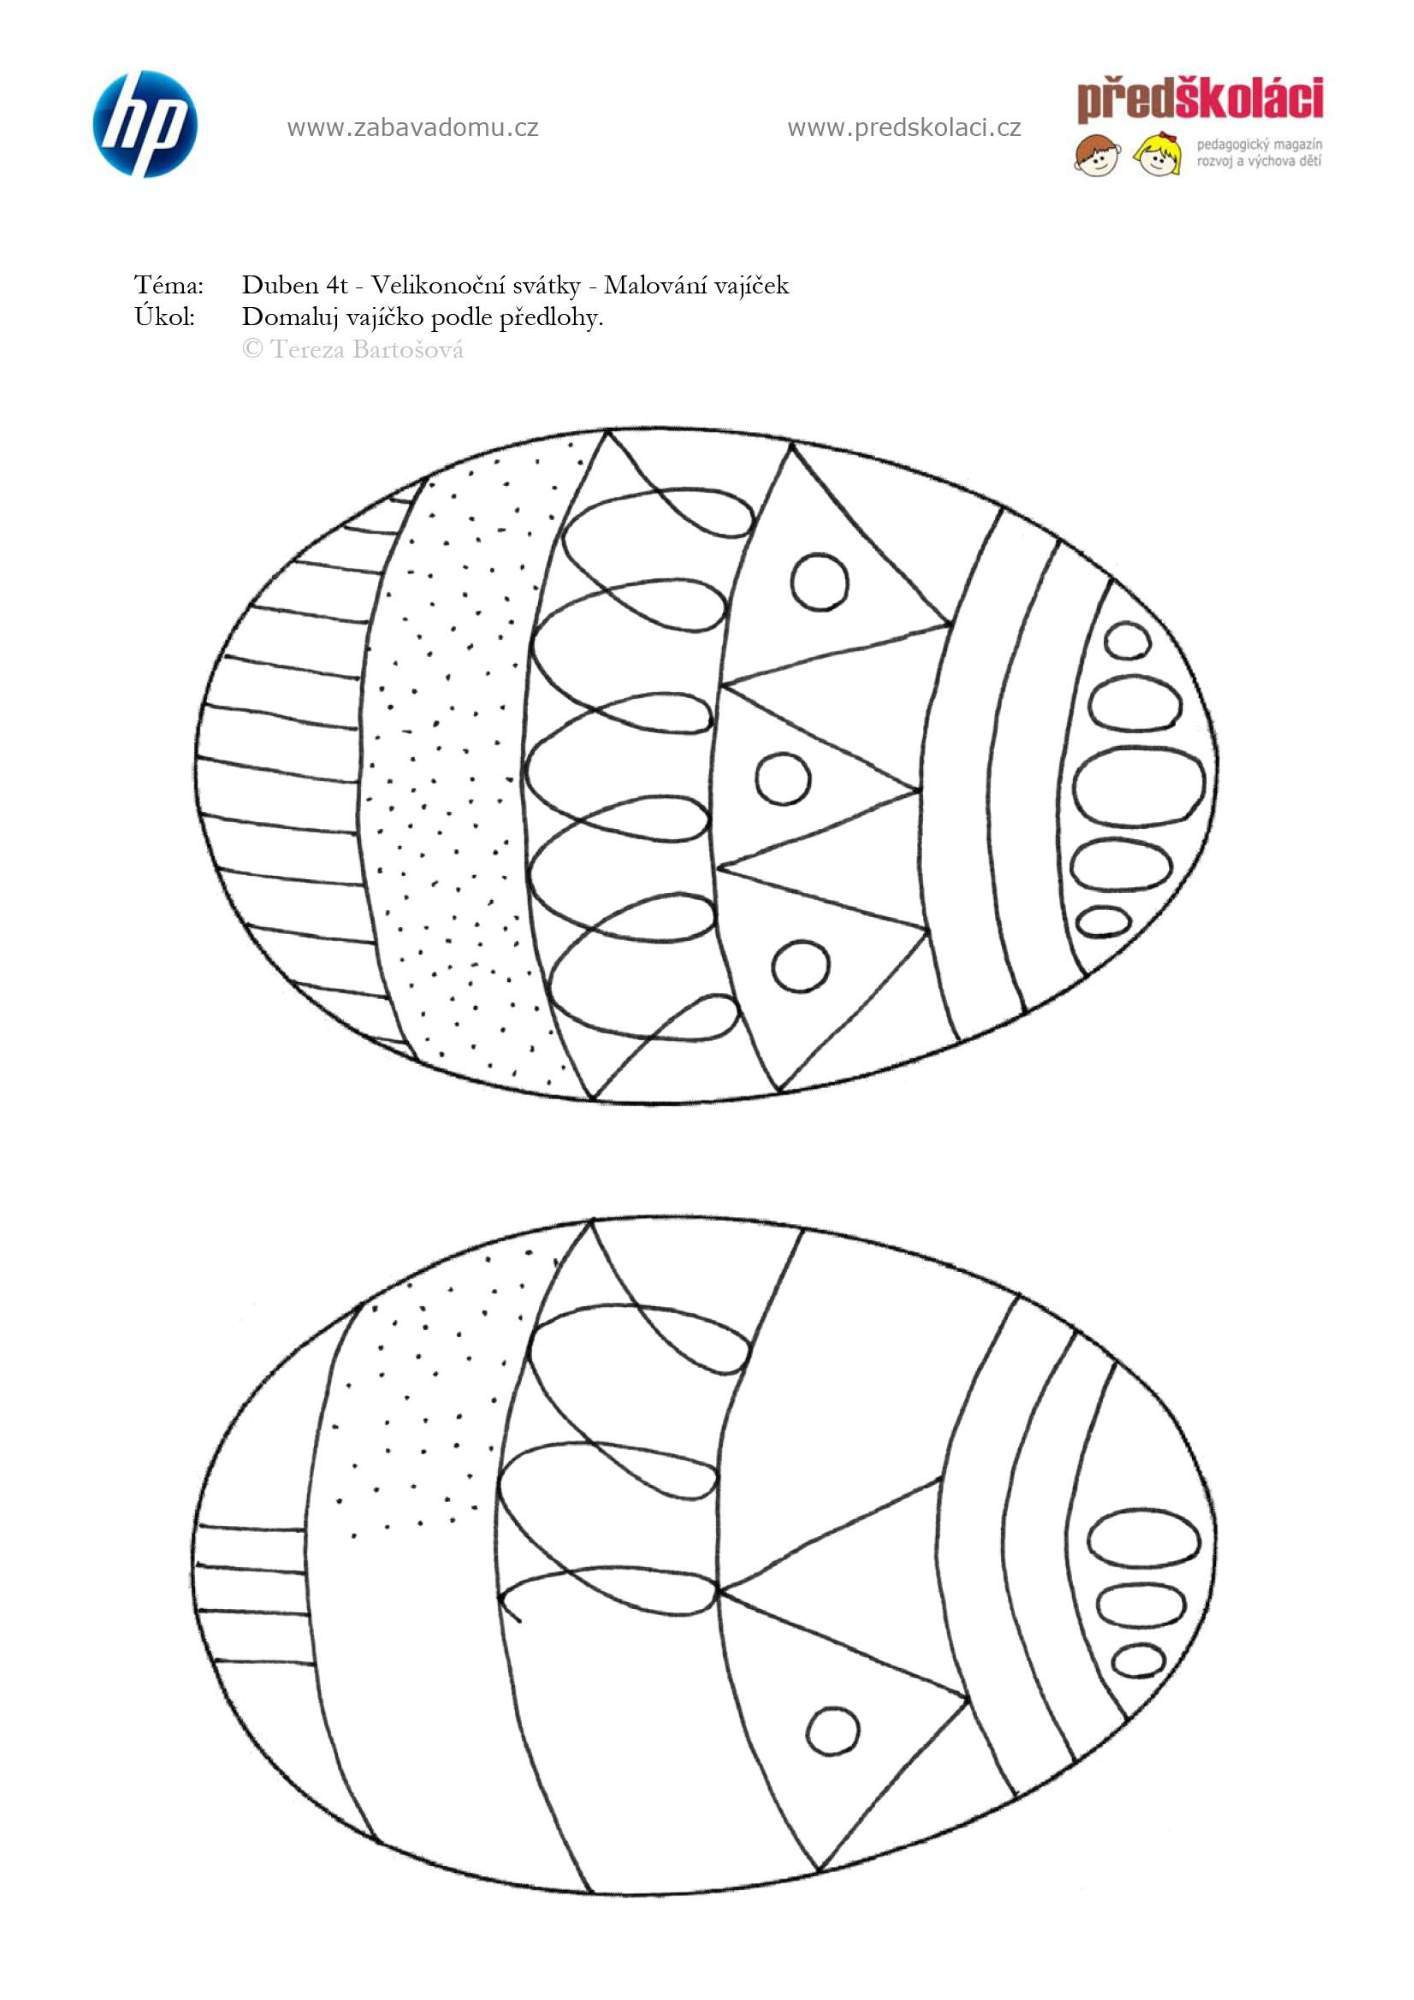 hp
www.zabavadomu.cz
www.predskolaci.cz
předškoláci
pedagogický magazín
rozvoj a výchova dětí
Téma: Duben 4t - Velikonoční svátky - Malování vajíček
Úkol: Domaluj vajíčko podle předlohy.
© Tereza Bartošová